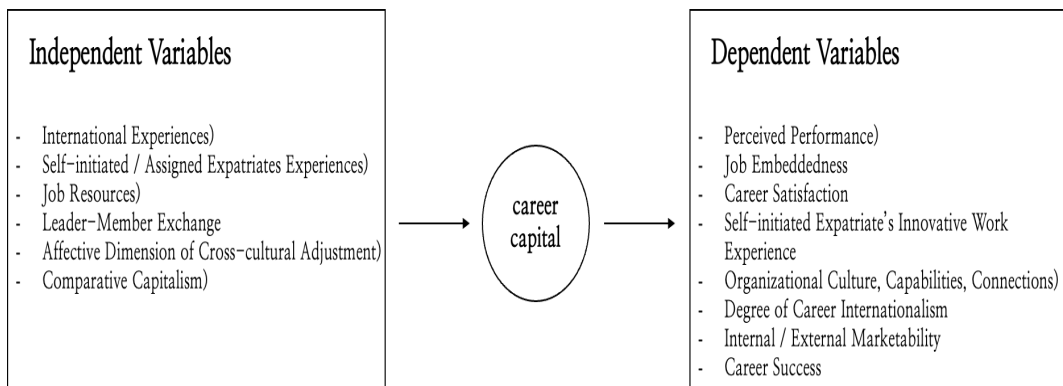 Independent Variables
- International Experiences)
- Self-initiated / Assigned Expatriates Experiences)
- Job Resources)
- Leader-Member Exchange
- Affective Dimension of Cross-cultural Adjustment)
- Comparative Capitalism)
career
capital
Dependent Variables
- Perceived Performance)
- Job Embeddedness
- Career Satisfaction
- Self-initiated Expatriate's Innovative Work
Experience
- Organizational Culture, Capabilities, Connections)
- Degree of Career Internationalism
- Internal / External Marketability
- Career Success